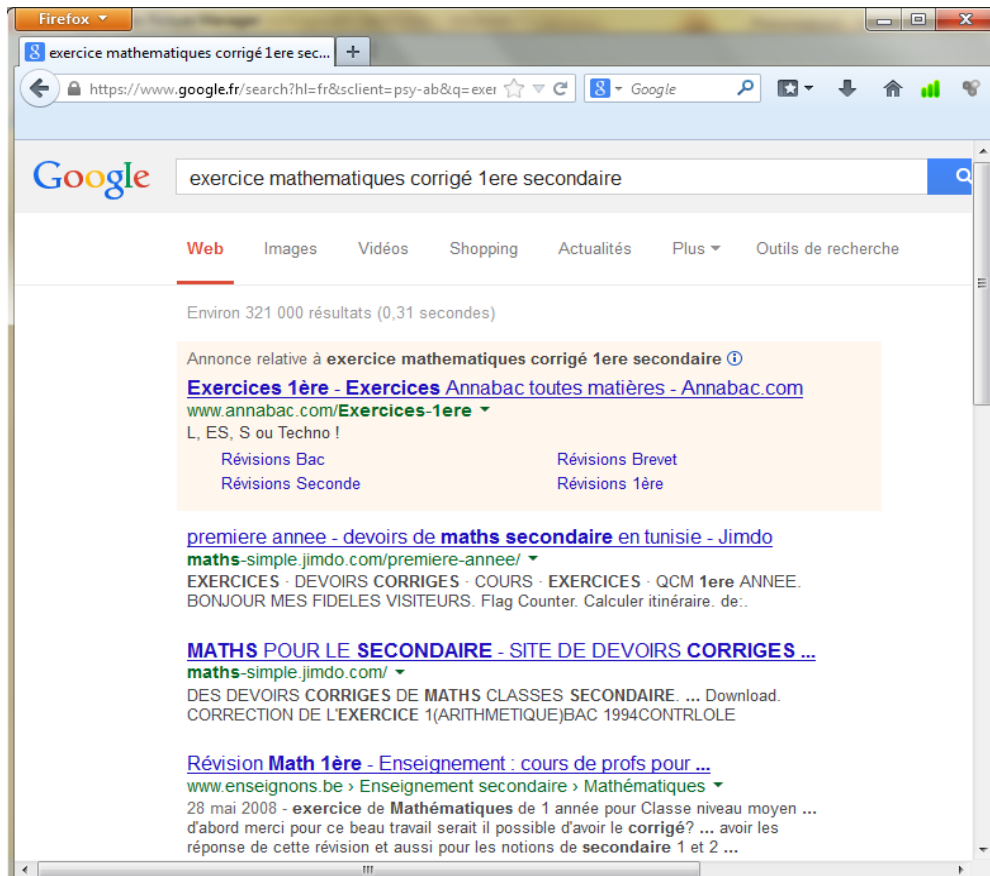 Firefox
exercice mathematiques corrigé 1ere sec...
https://www.google.fr/search?hl=fr&sclient=psy-ab&q=exer
Google
Google
exercice mathematiques corrigé 1ere secondaire
Web Images Vidéos Shopping Actualités Plus Outils de recherche
Environ 321 000 résultats (0,31 secondes)
Annonce relative à exercice mathematiques corrigé 1ere secondaire
Exercices 1ère - Exercices Annabac toutes matières - Annabac.com
www.annabac.com/Exercices-1ere
L, ES, S ou Techno !
Révisions Bac Révisions Brevet
Révisions Seconde Révisions 1ère
premiere annee - devoirs de maths secondaire en tunisie - Jimdo
maths-simple.jimdo.com/premiere-annee/
EXERCICES · DEVOIRS CORRIGES · COURS · EXERCICES · QCM 1ere ANNEE.
BONJOUR MES FIDELES VISITEURS. Flag Counter. Calculer itinéraire. de:.
MATHS POUR LE SECONDAIRE - SITE DE DEVOIRS CORRIGES ...
maths-simple.jimdo.com/
DES DEVOIRS CORRIGES DE MATHS CLASSES SECONDAIRE. ... Download.
CORRECTION DE L'EXERCICE 1(ARITHMETIQUE)BAC 1994CONTRLOLE
Révision Math 1ère - Enseignement : cours de profs pour ...
www.enseignons.be › Enseignement secondaire › Mathématiques
28 mai 2008 - exercice de Mathématiques de 1 année pour Classe niveau moyen ...
d'abord merci pour ce beau travail serait il possible d'avoir le corrigé? ... avoir les
réponse de cette révision et aussi pour les notions de secondaire 1 et 2 ...